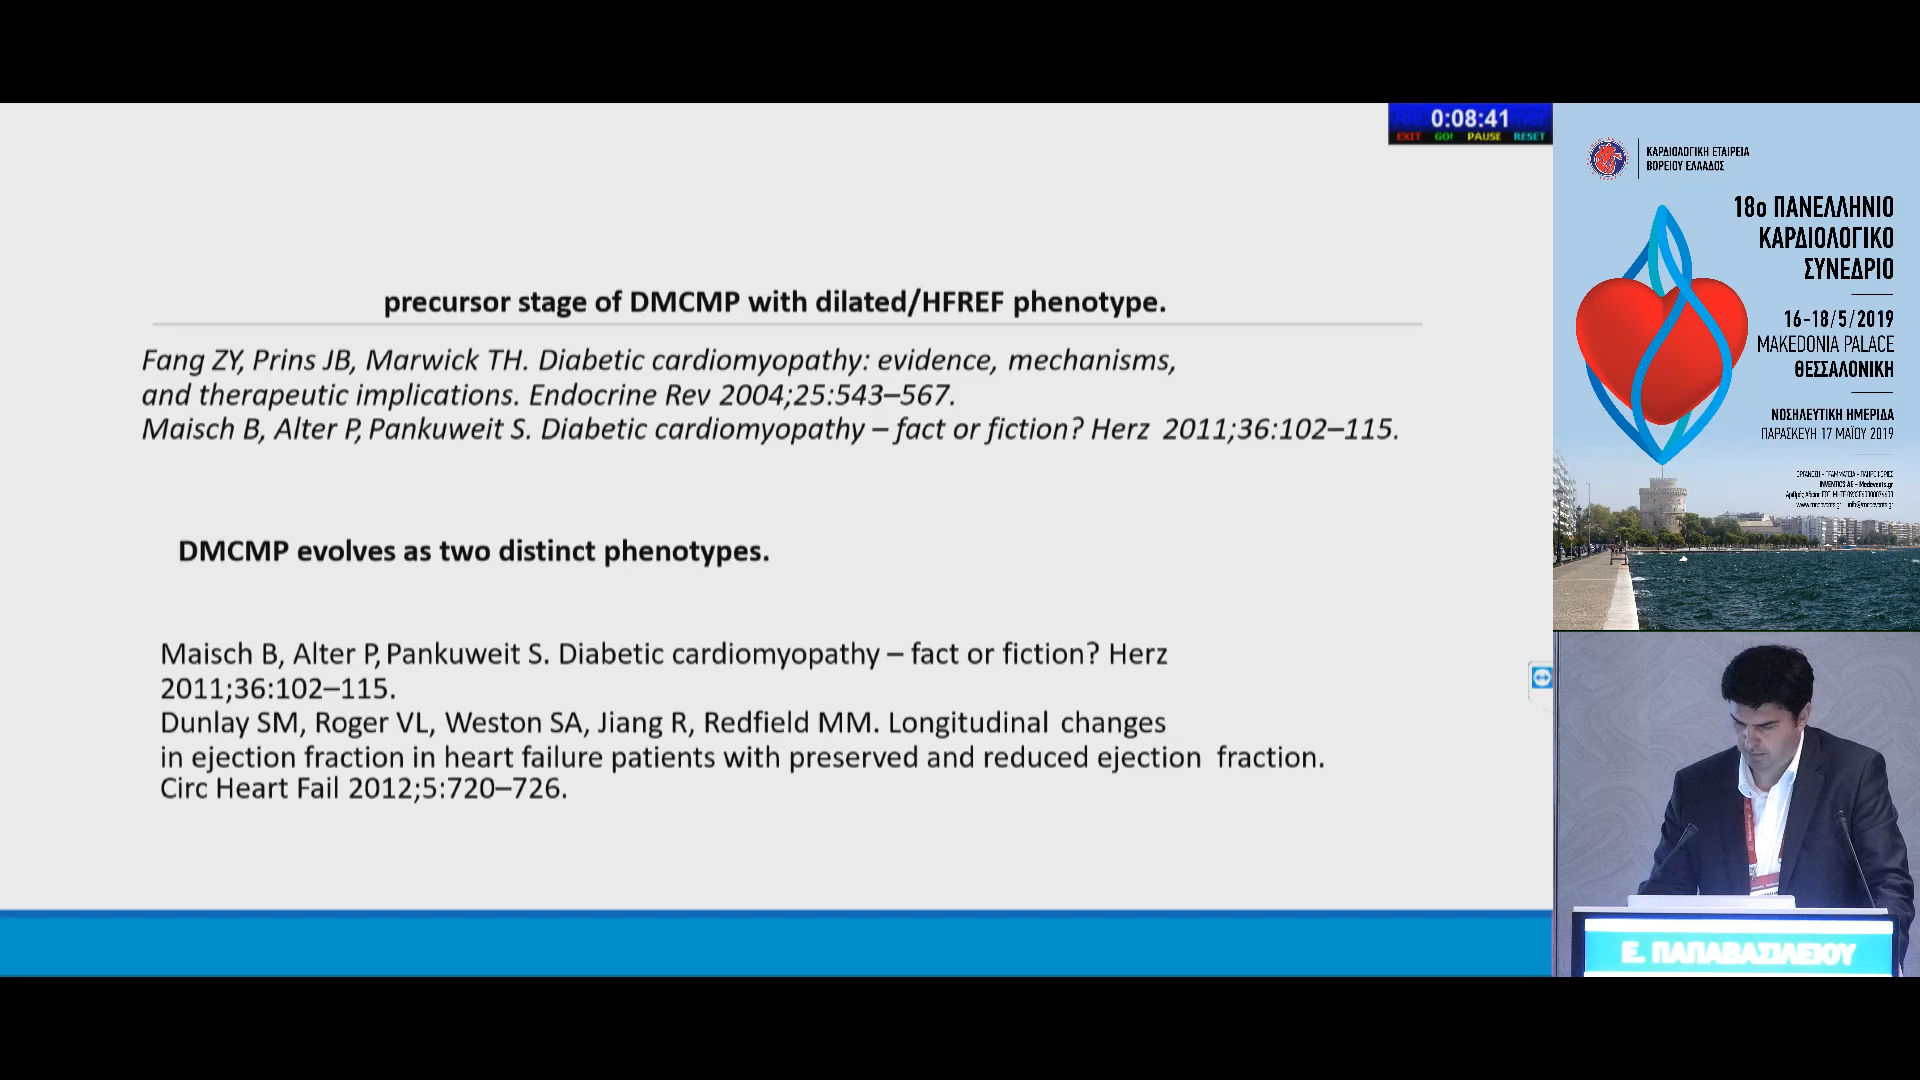 0:08:41
EXIT GO! PAUSE RESET
precursor stage of DMCMP with dilated/HFREF phenotype.
Fang ZY, Prins JB, Marwick TH. Diabetic cardiomyopathy: evidence, mechanisms,
and therapeutic implications. Endocrine Rev 2004;25:543–567.
Maisch B, Alter P, Pankuweit S. Diabetic cardiomyopathy – fact or fiction? Herz 2011;36:102–115.
DMCMP evolves as two distinct phenotypes.
Maisch B, Alter P, Pankuweit S. Diabetic cardiomyopathy – fact or fiction? Herz
2011;36:102–115.
Dunlay SM, Roger VL, Weston SA, Jiang R, Redfield MM. Longitudinal changes
in ejection fraction in heart failure patients with preserved and reduced ejection fraction.
Circ Heart Fail 2012;5:720–726.
ΚΑΡΔΙΟΛΟΓΙΚΗ ΕΤΑΙΡΕΙΑ
ΒΟΡΕΙΟΥ ΕΛΛΑΔΟΣ
18ο ΠΑΝΕΛΛΗΝΙΟ
ΚΑΡΔΙΟΛΟΓΙΚΟ
ΣΥΝΕΔΡΙΟ
16-18/5/2019
MAKEDONIA PALACE
ΘΕΣΣΑΛΟΝΙΚΗ
ΝΟΣΗΛΕΥΤΙΚΗ ΗΜΕΡΙΔΑ
ΠΑΡΑΣΚΕΥΗ 17 ΜΑΪΟΥ 2019
INVENTICS AE - Medevents.gr
Ε. ΠΑΠΑΒΑΣΙΛΕΙΟΥ